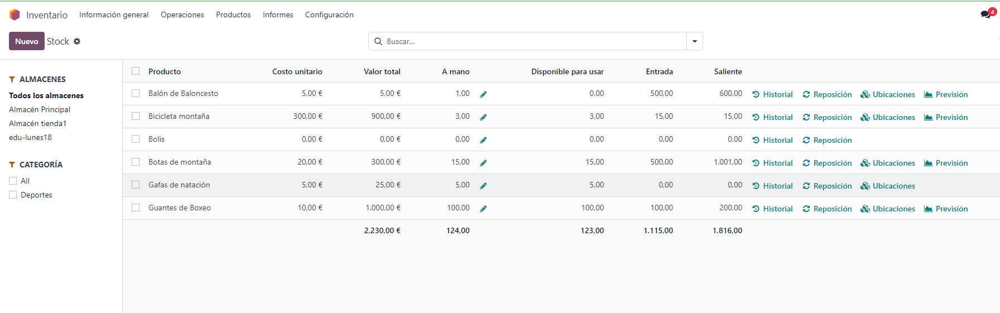 Inventario Información general Operaciones Productos Informes Configuración 4
Nuevo Stock Buscar...
ALMACENES
Todos los almacenes
Almacén Principal
Almacén tienda1
edu-lunes18
CATEGORÍA
All
Deportes
Producto Costo unitario Valor total A mano Disponible para usar Entrada Saliente
Balón de Baloncesto 5,00 € 5,00 € 1,00 0,00 500,00 600,00 Historial Reposición Ubicaciones Previsión
Bicicleta montaña 300,00 € 900,00 € 3,00 3,00 15,00 15,00 Historial Reposición Ubicaciones Previsión
Bolis 0,00 € 0,00 € 0,00 0,00 0,00 0,00 Historial Reposición
Botas de montaña 20,00 € 300,00 € 15,00 15,00 500,00 1.001,00 Historial Reposición Ubicaciones Previsión
Gafas de natación 5,00 € 25,00 € 5,00 5,00 0,00 0,00 Historial Reposición Ubicaciones
Guantes de Boxeo 10,00 € 1.000,00 € 100,00 100,00 100,00 200,00 Historial Reposición Ubicaciones Previsión
2.230,00 € 124,00 123,00 1.115,00 1.816,00